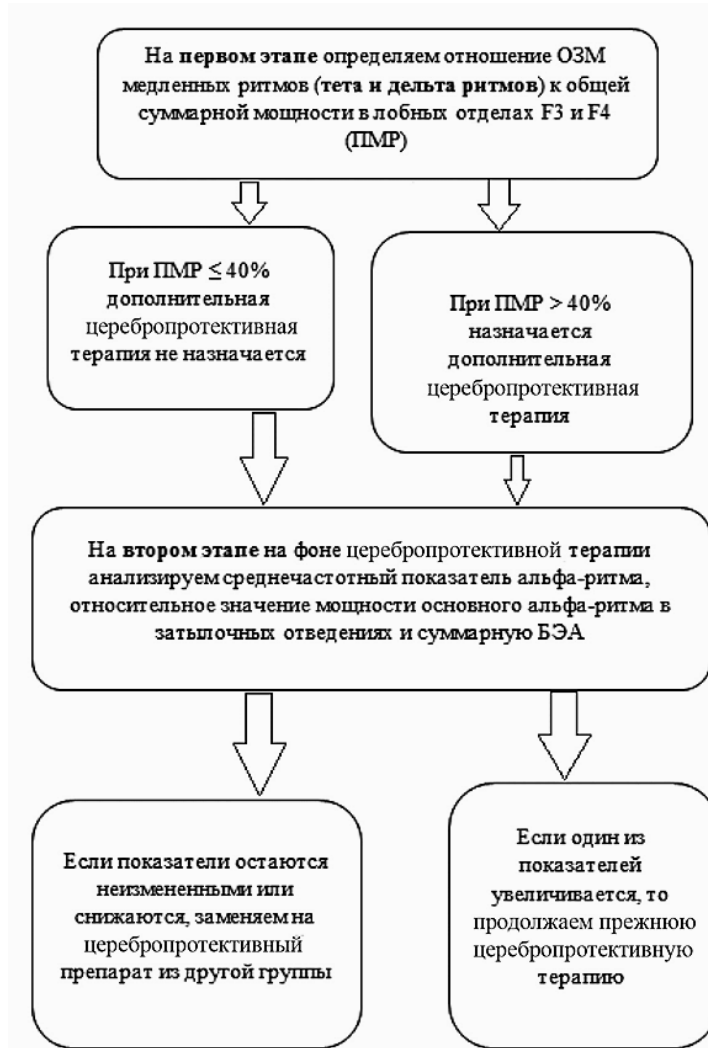 На первом этапе определяем отношение ОЗМ
медленных ритмов (тета и дельта ритмов) к общей
суммарной мощности в лобных отделах F3 и F4
(ПМР)
При ПМР ≤ 40%
дополнительная
церебропротективная
терапия не назначается
При ПМР > 40%
назначается
дополнительная
церебропротективная
терапия
На втором этапе на фоне церебропротективной терапии
анализируем среднечастотный показатель альфа-ритма,
относительное значение мощности основного альфа-ритма в
затылочных отведениях и суммарную БЭА
Если показатели остаются
неизмененными или
снижаются, заменяем на
церебропротективный
препарат из другой группы
Если один из
показателей
увеличивается, то
продолжаем прежнюю
церебропротективную
терапию